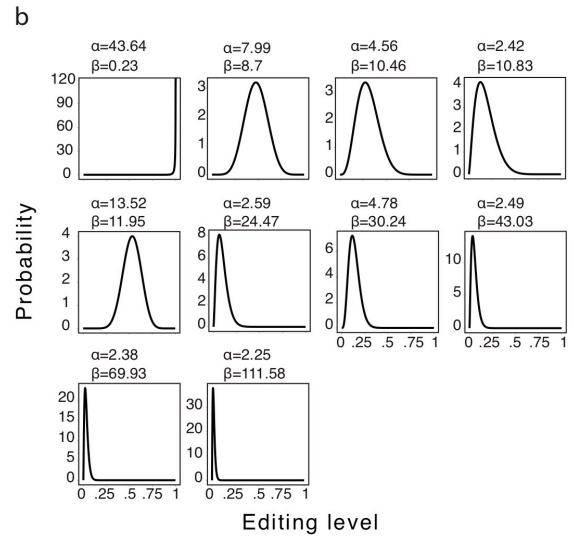 b
α=43.64
β=0.23
α=7.99
β=8.7
α=4.56
β=10.46
α=2.42
β=10.83
120
90
60
30
0
3
2
1
0
3
2
1
0
4
3
2
1
0
α=13.52
β=11.95
α=2.59
β=24.47
α=4.78
β=30.24
α=2.49
β=43.03
4
3
2
1
0
8
6
4
2
0
6
4
2
0
10
5
0
0 .25 .5 .75 1
0 .25 .5 .75 1
α=2.38
β=69.93
α=2.25
β=111.58
20
15
10
5
0
30
20
10
0
0 .25 .5 .75 1
0 .25 .5 .75 1
Probability
Editing level